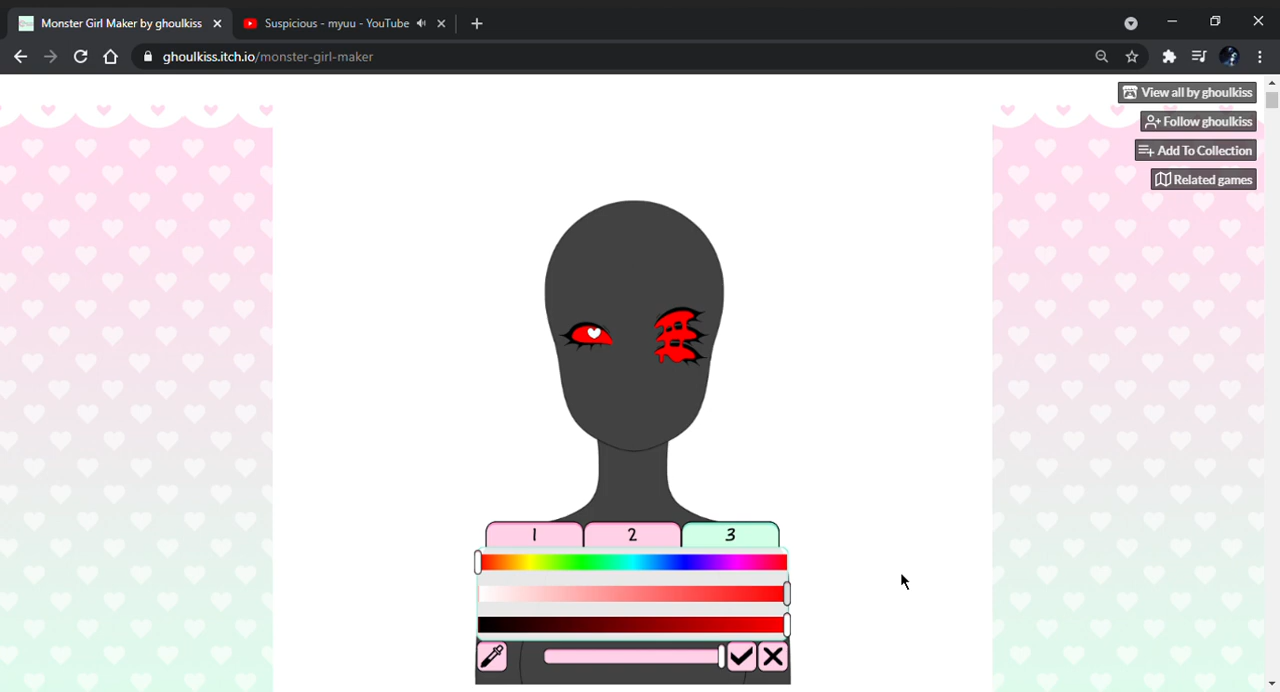 Monster Girl Maker by ghoulkiss
Suspicious - myuu - YouTube
ghoulkiss.itch.io/monster-girl-maker
View all by ghoulkiss
Follow ghoulkiss
Add To Collection
Related games
1 2 3